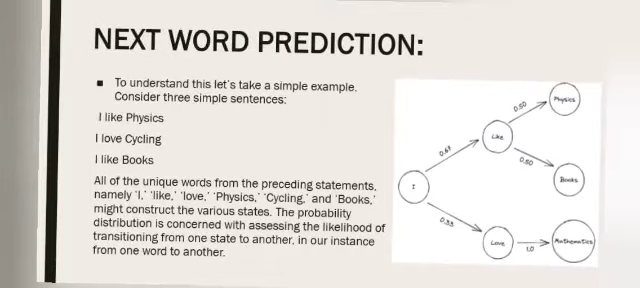 NEXT WORD PREDICTION:
To understand this let's take a simple example.
Consider three simple sentences:
I like Physics
I love Cycling
I like Books
All of the unique words from the preceding statements,
namely 'I,' 'like,' 'love,' 'Physics,' 'Cycling,' and 'Books,'
might construct the various states. The probability
distribution is concerned with assessing the likelihood of
transitioning from one state to another, in our instance
from one word to another.
Physics
0.50
Like
0.67
0.50
Books
I
0.33
Love
1.0
Mathematics